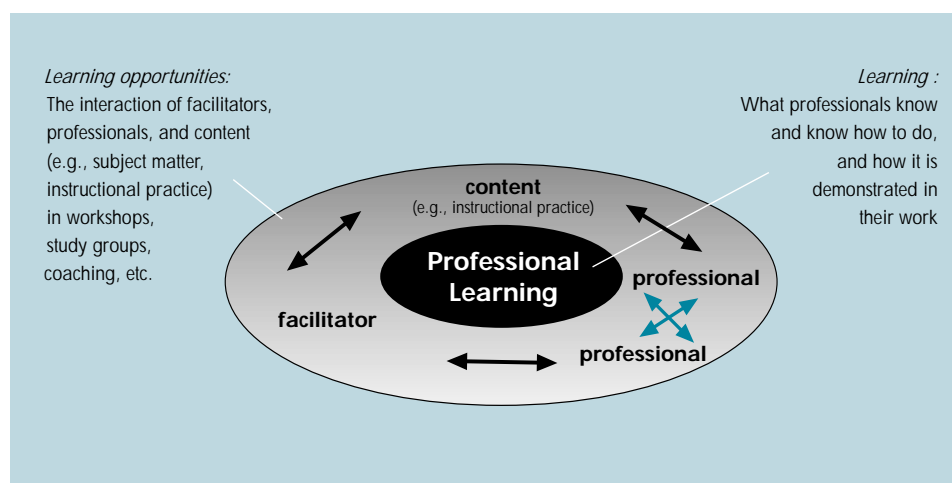 Learning opportunities:
The interaction of facilitators,
professionals, and content
(e.g., subject matter,
instructional practice)
in workshops,
study groups,
coaching, etc.
Learning :
What professionals know
and know how to do,
and how it is
demonstrated in
their work
content
(e.g., instructional practice)
Professional
Learning
professional
facilitator
professional